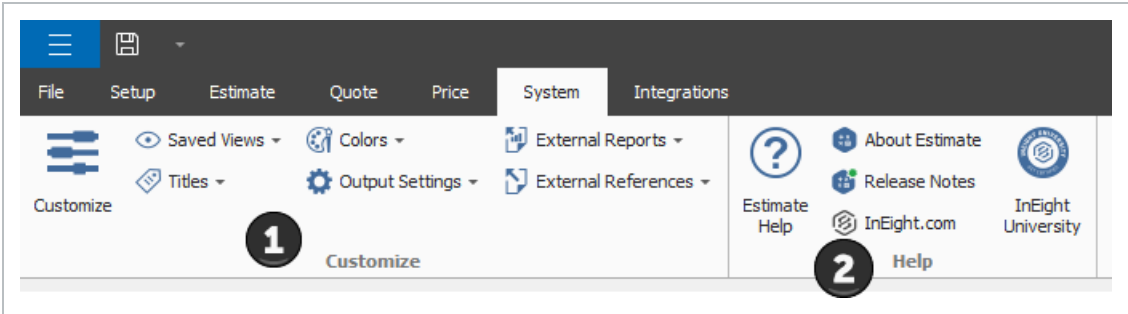 File Setup Estimate Quote Price System Integrations
Customize
Saved Views
Titles
Colors
Output Settings
External Reports
External References
1
Customize
Estimate
Help
About Estimate
Release Notes
InEight.com
InEight
University
2
Help